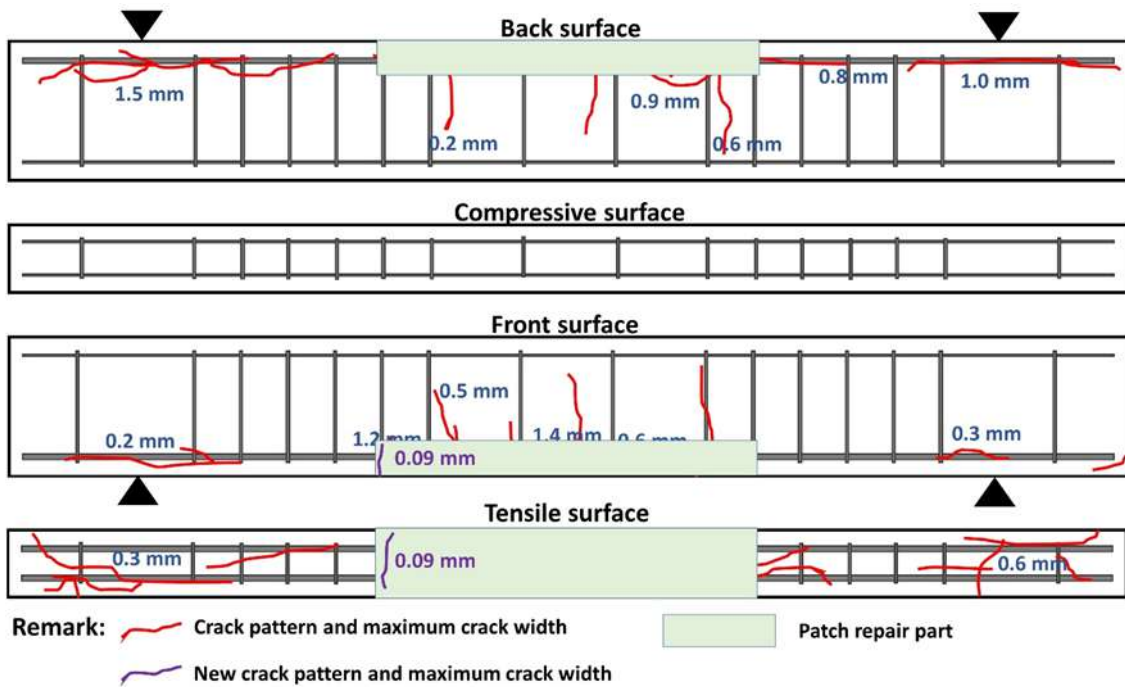 Back surface
0.8 mm
1.0 mm
1.5 mm
0.9 mm
0.2 mm
0.6 mm
Compressive surface
Front surface
0.5 mm
0.2 mm
1.4 mm
0.3 mm
0.09 mm
Tensile surface
0.3 mm
0.09 mm
0.6 mm
Remark:
Crack pattern and maximum crack width
Patch repair part
New crack pattern and maximum crack width